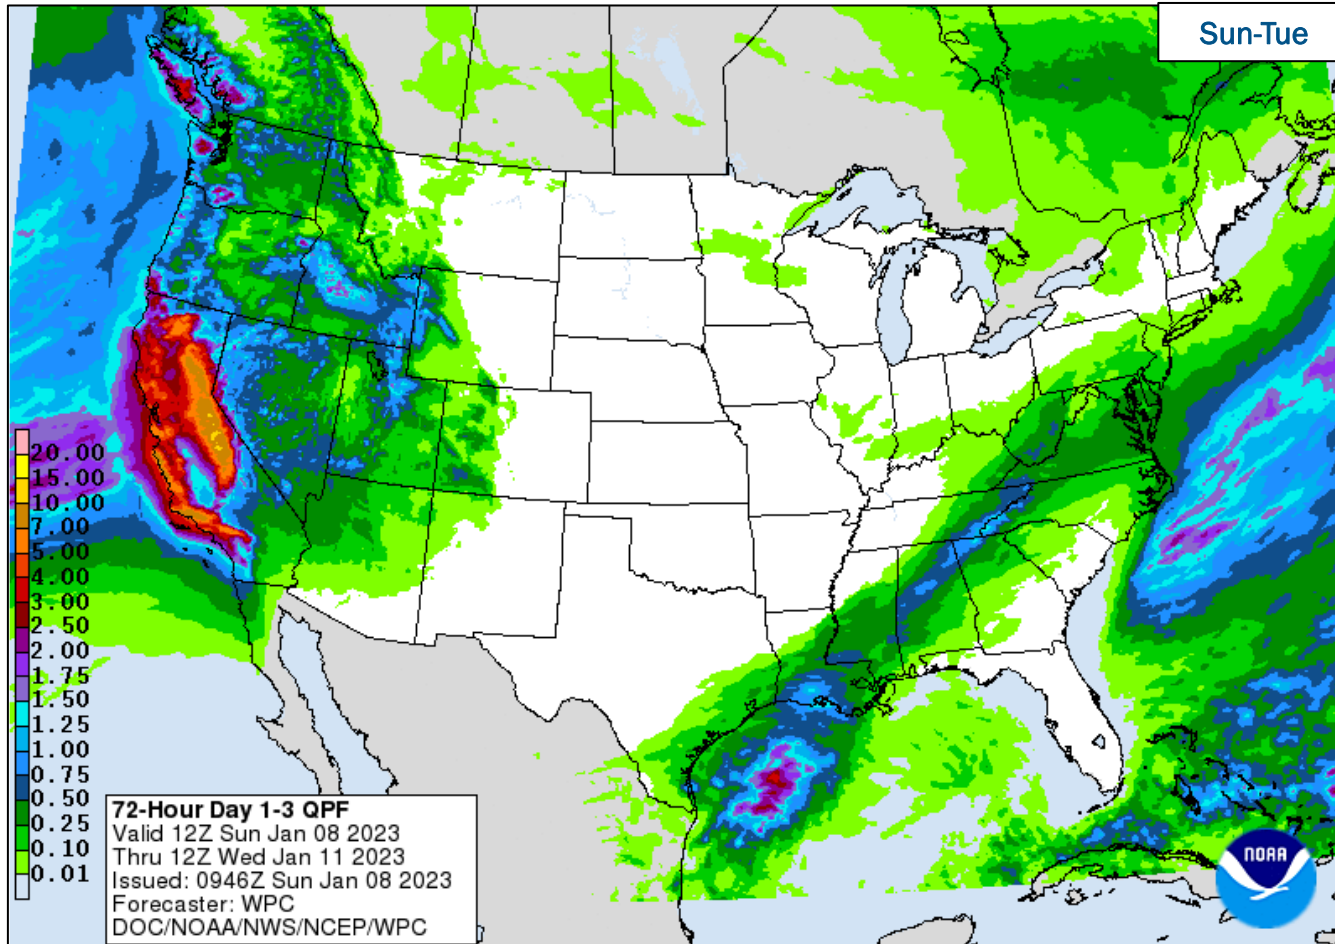 Sun-Tue
20.00
15.00
10.00
7.00
5.00
4.00
3.00
2.50
2.00
1.75
1.50
1.25
1.00
0.75
0.50
0.25
0.10
0.01
72-Hour Day 1-3 QPF
Valid 12Z Sun Jan 08 2023
Thru 12Z Wed Jan 11 2023
Issued: 0946Z Sun Jan 08 2023
Forecaster: WPC
DOC/NOAA/NWS/NCEP/WPC
NOAA